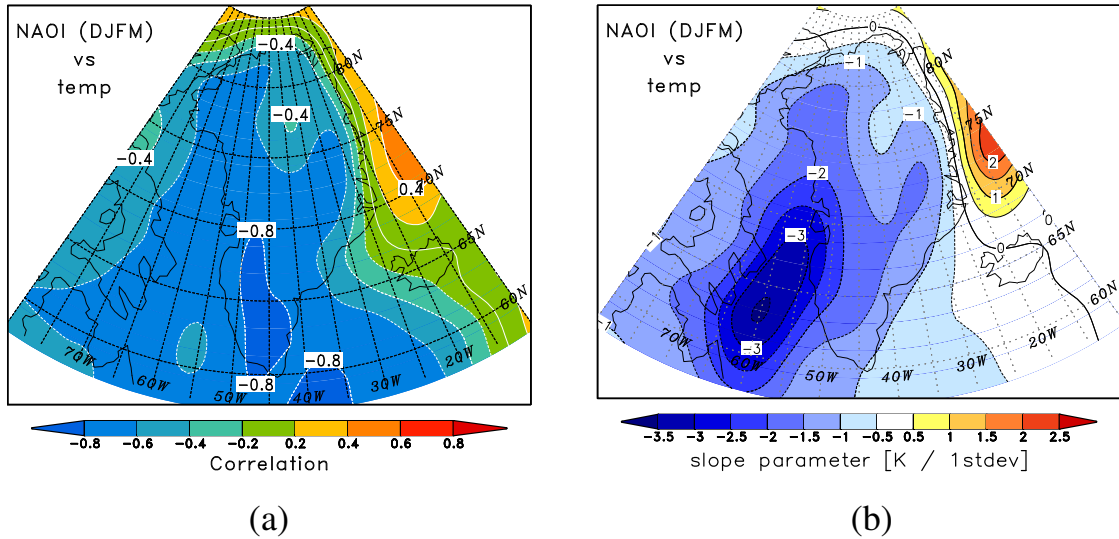 NAOI (DJFM)
vs
temp
-0.4
80N
-0.4
75N
-0.4
70N
0.4
-0.8
65N
60N
-0.8
-0.8
70W
60W
50W
40W
30W
20W
-0.8 -0.6 -0.4 -0.2 0.2 0.4 0.6 0.8
Correlation
(a)
NAOI (DJFM)
vs
temp
0
-1
80N
-1
75N
2
-2
70N
1
-1
-3
0
0
65N
60N
-1
-3
70W
60W
50W
40W
30W
20W
-3.5 -3 -2.5 -2 -1.5 -1 -0.5 0.5 1 1.5 2 2.5
slope parameter [K / 1stdev]
(b)